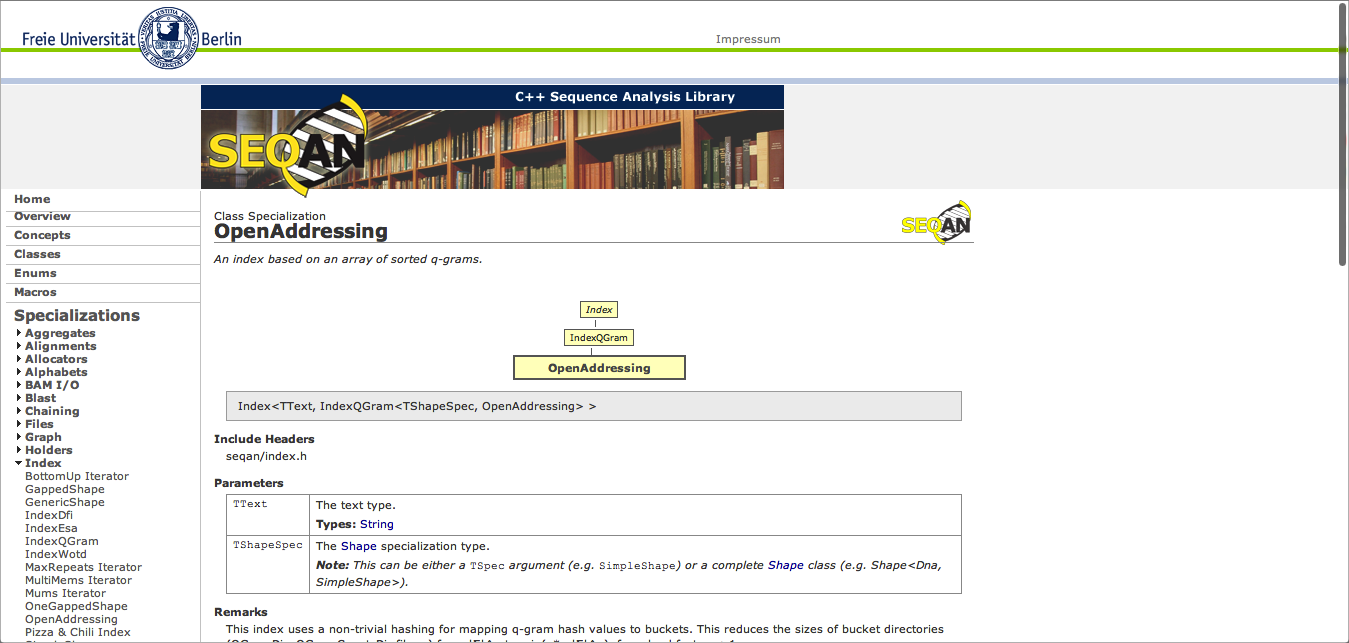 Freie Universität Berlin
Impressum
C++ Sequence Analysis Library
SEQAN
Home
Overview
Concepts
Classes
Enums
Macros
Specializations
Aggregates
Alignments
Allocators
Alphabets
BAM I/O
Blast
Chaining
Files
Graph
Holders
Index
BottomUp Iterator
GappedShape
GenericShape
IndexDfi
IndexEsa
IndexQGram
IndexWotd
MaxRepeats Iterator
MultiMems Iterator
Mums Iterator
OneGappedShape
OpenAddressing
Pizza & Chili Index
Class Specialization
OpenAddressing
SEQAN
An index based on an array of sorted q-grams.
Index
IndexQGram
OpenAddressing
Index<TText, IndexQGram<TShapeSpec, OpenAddressing> >
Include Headers
seqan/index.h
Parameters
TText
The text type.
Types: String
TShapeSpec
The Shape specialization type.
Note: This can be either a TSpec argument (e.g. SimpleShape) or a complete Shape class (e.g. Shape<Dna,
SimpleShape>).
Remarks
This index uses a non-trivial hashing for mapping q-gram hash values to buckets. This reduces the sizes of bucket directories